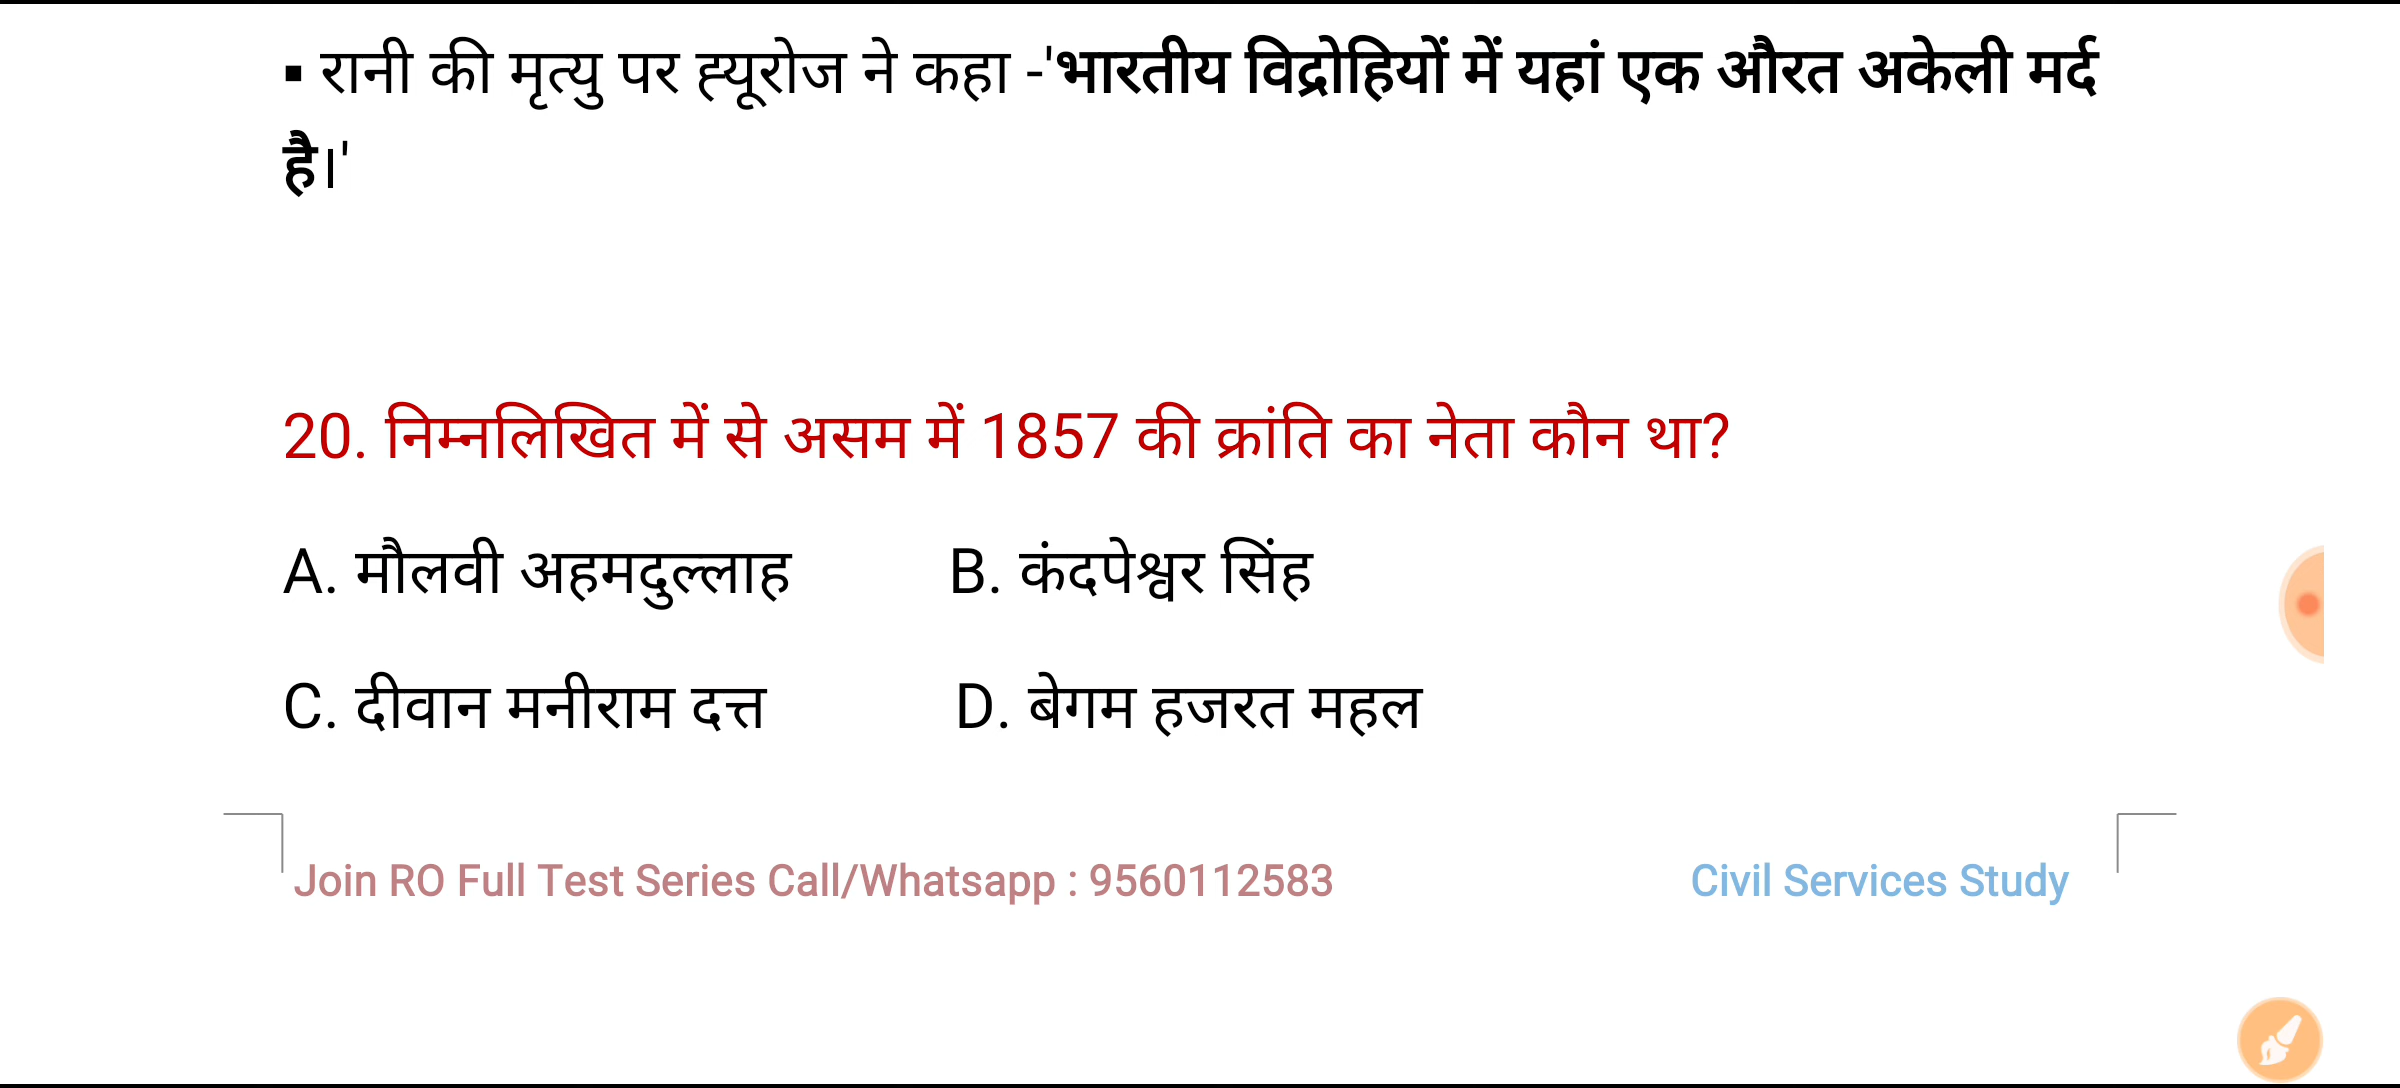 ▪ रानी की मृत्यु पर ह्यूरोज ने कहा -'भारतीय विद्रोहियों में यहां एक औरत अकेली मर्द
है।'
20. निम्नलिखित में से असम में 1857 की क्रांति का नेता कौन था?
A. मौलवी अहमदुल्लाह B. कंदपेश्वर सिंह
C. दीवान मनीराम दत्त D. बेगम हजरत महल
Join RO Full Test Series Call/Whatsapp : 9560112583 Civil Services Study